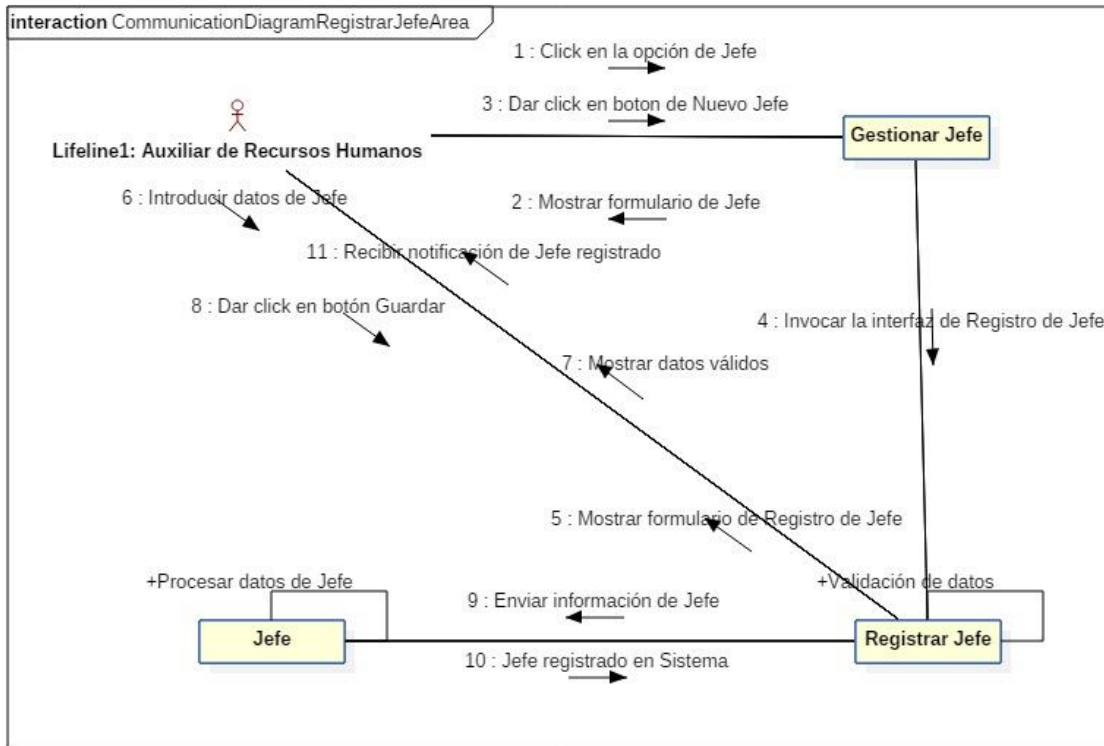 interaction CommunicationDiagramRegistrarJefeArea
1 : Click en la opción de Jefe
3 : Dar click en boton de Nuevo Jefe
Gestionar Jefe
Lifeline1: Auxiliar de Recursos Humanos
6 : Introducir datos de Jefe
2 : Mostrar formulario de Jefe
11 : Recibir notificación de Jefe registrado
8 : Dar click en botón Guardar
4 : Invocar la interfaz de Registro de Jefe
7 : Mostrar datos válidos
5 : Mostrar formulario de Registro de Jefe
+Procesar datos de Jefe
+Validación de datos
9 : Enviar información de Jefe
Jefe
Registrar Jefe
10 : Jefe registrado en Sistema